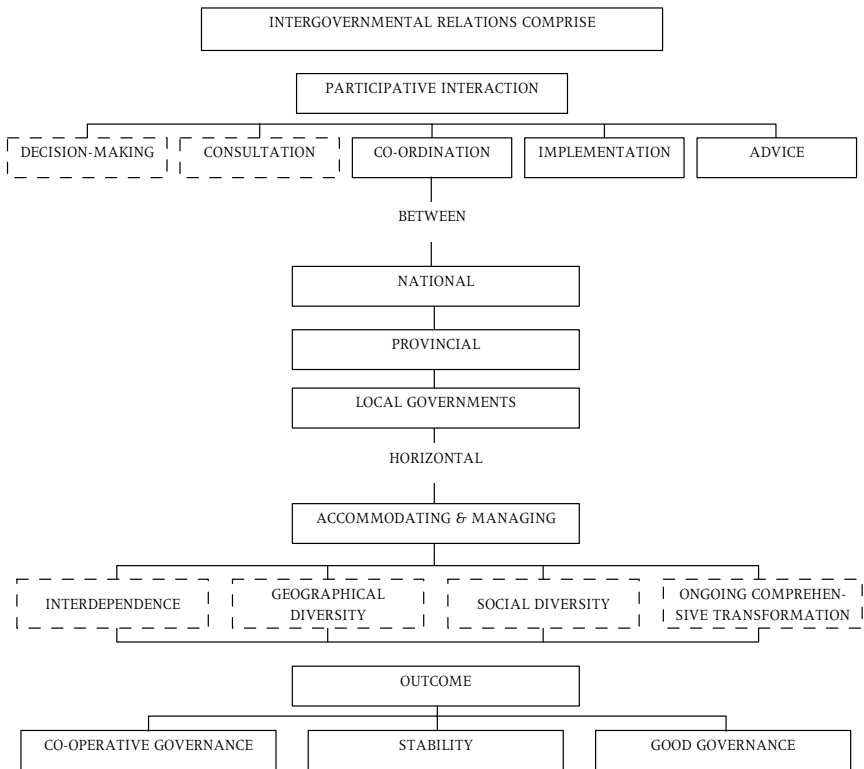 INTERGOVERNMENTAL RELATIONS COMPRISE
PARTICIPATIVE INTERACTION
DECISION-MAKING
CONSULTATION
CO-ORDINATION
IMPLEMENTATION
ADVICE
BETWEEN
NATIONAL
PROVINCIAL
LOCAL GOVERNMENTS
HORIZONTAL
ACCOMMODATING & MANAGING
INTERDEPENDENCE
GEOGRAPHICAL
DIVERSITY
SOCIAL DIVERSITY
ONGOING COMPREHEN-
SIVE TRANSFORMATION
OUTCOME
CO-OPERATIVE GOVERNANCE
STABILITY
GOOD GOVERNANCE